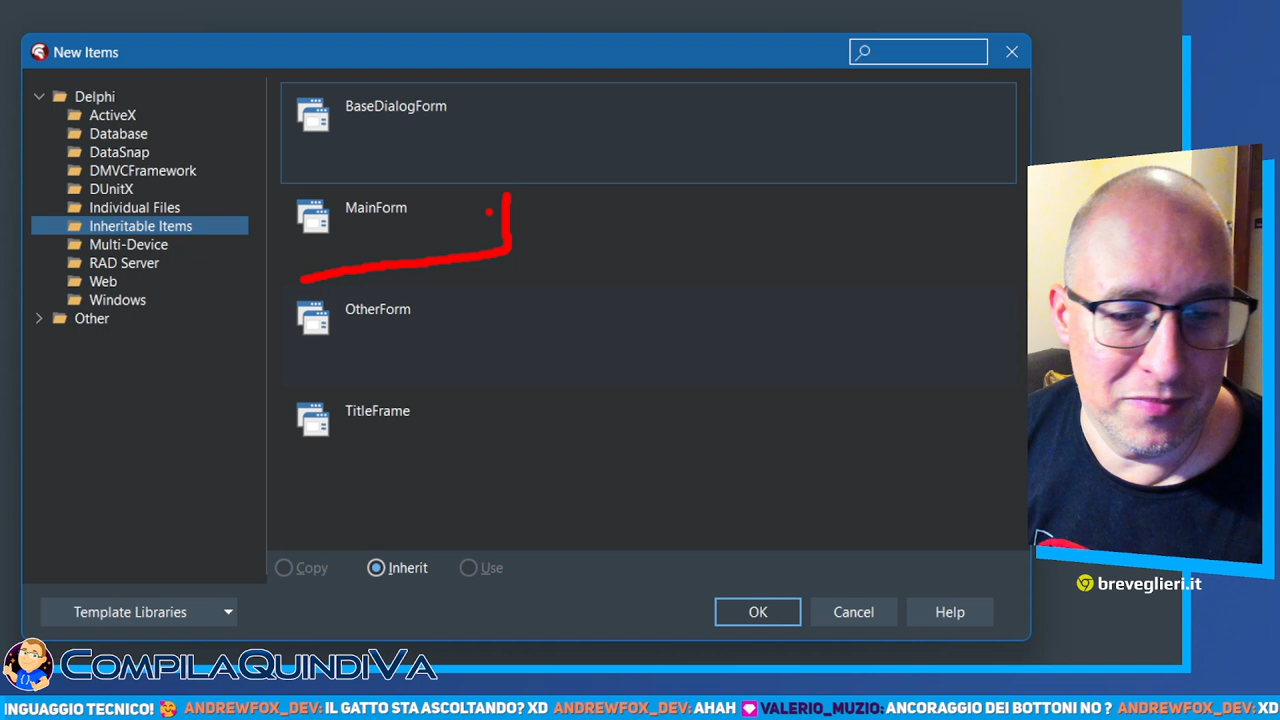 New Items
Delphi
ActiveX
Database
DataSnap
DMVCFramework
DUnitX
Individual Files
Inheritable Items
Multi-Device
RAD Server
Web
Windows
Other
BaseDialogForm
MainForm
OtherForm
TitleFrame
Copy
Inherit
Use
Template Libraries
OK
Cancel
Help
breveglieri.it
CompilaQuindiVa
INGUAGGIO TECNICO! ANDREWFOX_DEV: IL GATTO STA ASCOLTANDO? XD ANDREWFOX_DEV: AHAH VALERIO_MUZIO: ANCORAGGIO DEI BOTTONI NO ? ANDREWFOX_DEV: XD